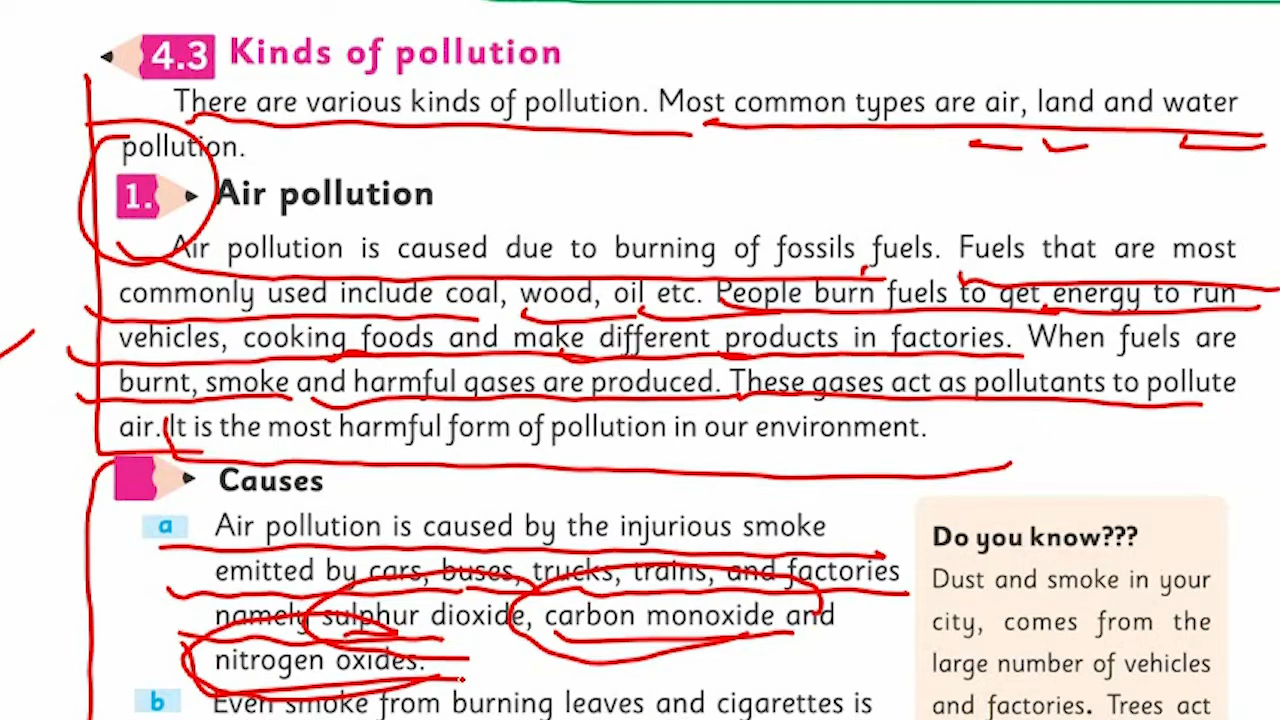 4.3 Kinds of pollution
There are various kinds of pollution. Most common types are air, land and water
pollution.
1. Air pollution
Air pollution is caused due to burning of fossils fuels. Fuels that are most
commonly used include coal, wood, oil etc. People burn fuels to get energy to run
vehicles, cooking foods and make different products in factories. When fuels are
burnt, smoke and harmful gases are produced. These gases act as pollutants to pollute
air. It is the most harmful form of pollution in our environment.
Causes
a Air pollution is caused by the injurious smoke
emitted by cars, buses, trucks, trains, and factories
namely sulphur dioxide, carbon monoxide and
nitrogen oxides.
b Even smoke from burning leaves and cigarettes is
Do you know???
Dust and smoke in your
city, comes from the
large number of vehicles
and factories. Trees act